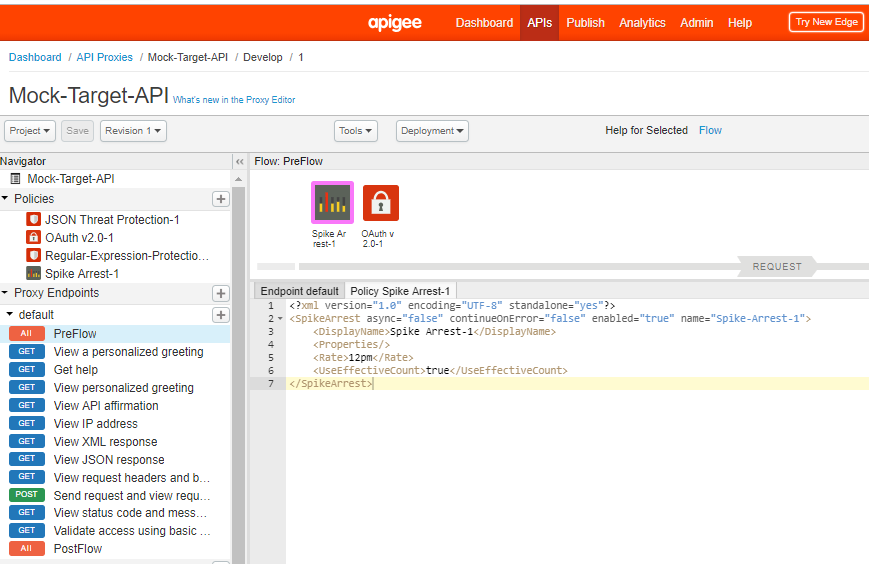 apigee Dashboard APIs Publish Analytics Admin Help Try New Edge
Dashboard / API Proxies / Mock-Target-API / Develop / 1
Mock-Target-API What's new in the Proxy Editor
Project Save Revision 1 Tools Deployment Help for Selected Flow
Navigator
Mock-Target-API
Policies
JSON Threat Protection-1
OAuth v2.0-1
Regular-Expression-Protectio...
Spike Arrest-1
Proxy Endpoints
default
All PreFlow
GET View a personalized greeting
GET Get help
GET View personalized greeting
GET View API affirmation
GET View IP address
GET View XML response
GET View JSON response
GET View request headers and b...
POST Send request and view requ...
GET View status code and mess...
GET Validate access using basic ...
All PostFlow
Flow: PreFlow
Spike Ar
rest-1
OAuth v
2.0-1
REQUEST
Endpoint default Policy Spike Arrest-1
1 <?xml version="1.0" encoding="UTF-8" standalone="yes"?>
2 <SpikeArrest async="false" continueOnError="false" enabled="true" name="Spike-Arrest-1">
3 <DisplayName>Spike Arrest-1</DisplayName>
4 <Properties/>
5 <Rate>12pm</Rate>
6 <UseEffectiveCount>true</UseEffectiveCount>
7 </SpikeArrest>